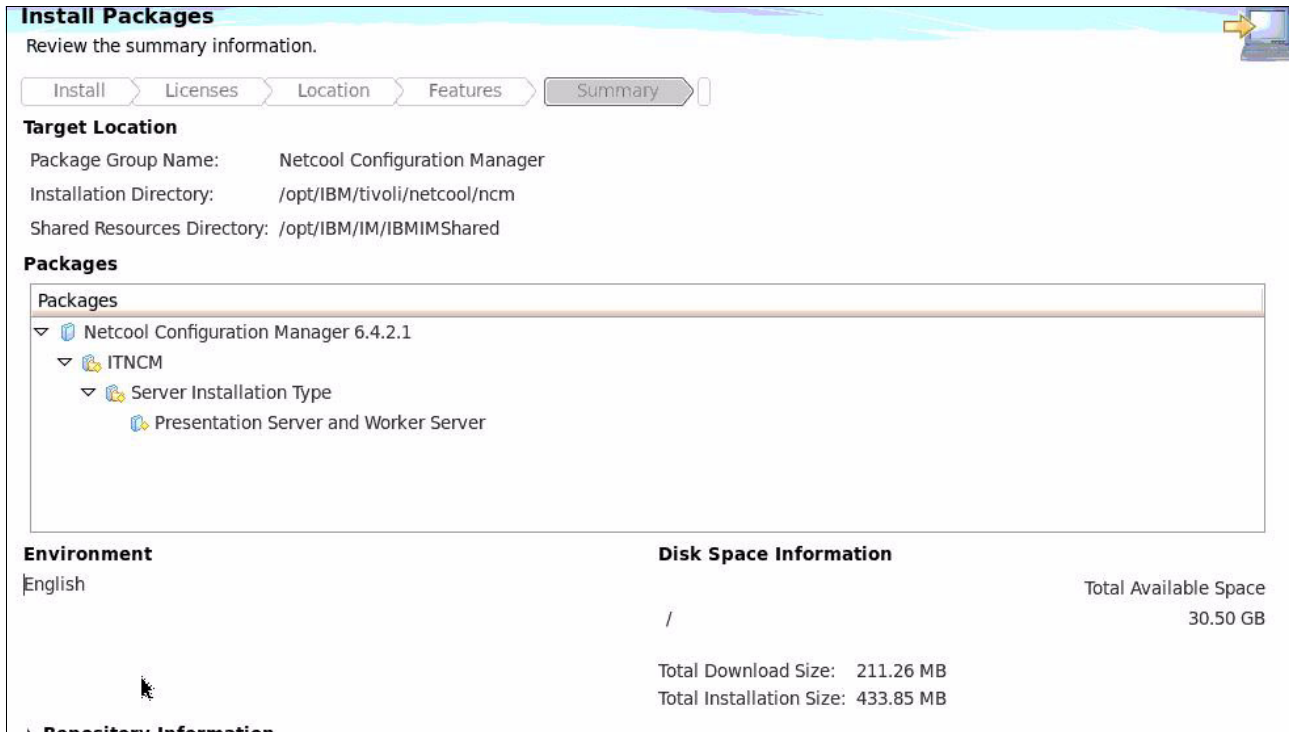 Install Packages
Review the summary information.
Install Licenses Location Features Summary
Target Location
Package Group Name: Netcool Configuration Manager
Installation Directory: /opt/IBM/tivoli/netcool/ncm
Shared Resources Directory: /opt/IBM/IM/IBMIMShared
Packages
Packages
Netcool Configuration Manager 6.4.2.1
ITNCM
Server Installation Type
Presentation Server and Worker Server
Environment Disk Space Information
English
Total Available Space
/ 30.50 GB
Total Download Size: 211.26 MB
Total Installation Size: 433.85 MB
Repository Information